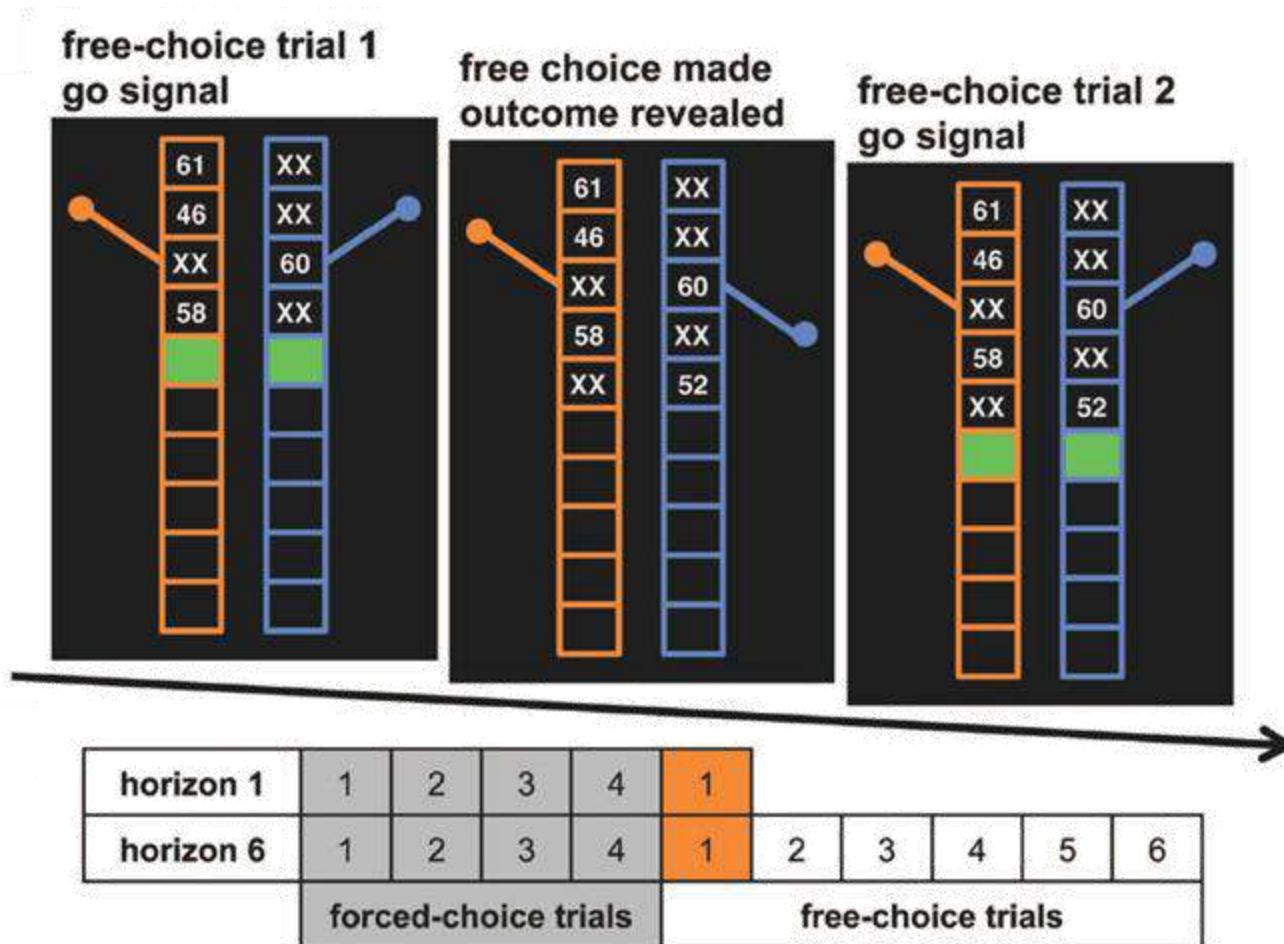 free-choice trial 1
go signal
61 XX
46 XX
XX 60
58 XX
free choice made
outcome revealed
61 XX
46 XX
XX 60
58 XX
XX 52
free-choice trial 2
go signal
61 XX
46 XX
XX 60
58 XX
XX 52
horizon 1 1 2 3 4 1
horizon 6 1 2 3 4 1 2 3 4 5 6
forced-choice trials free-choice trials